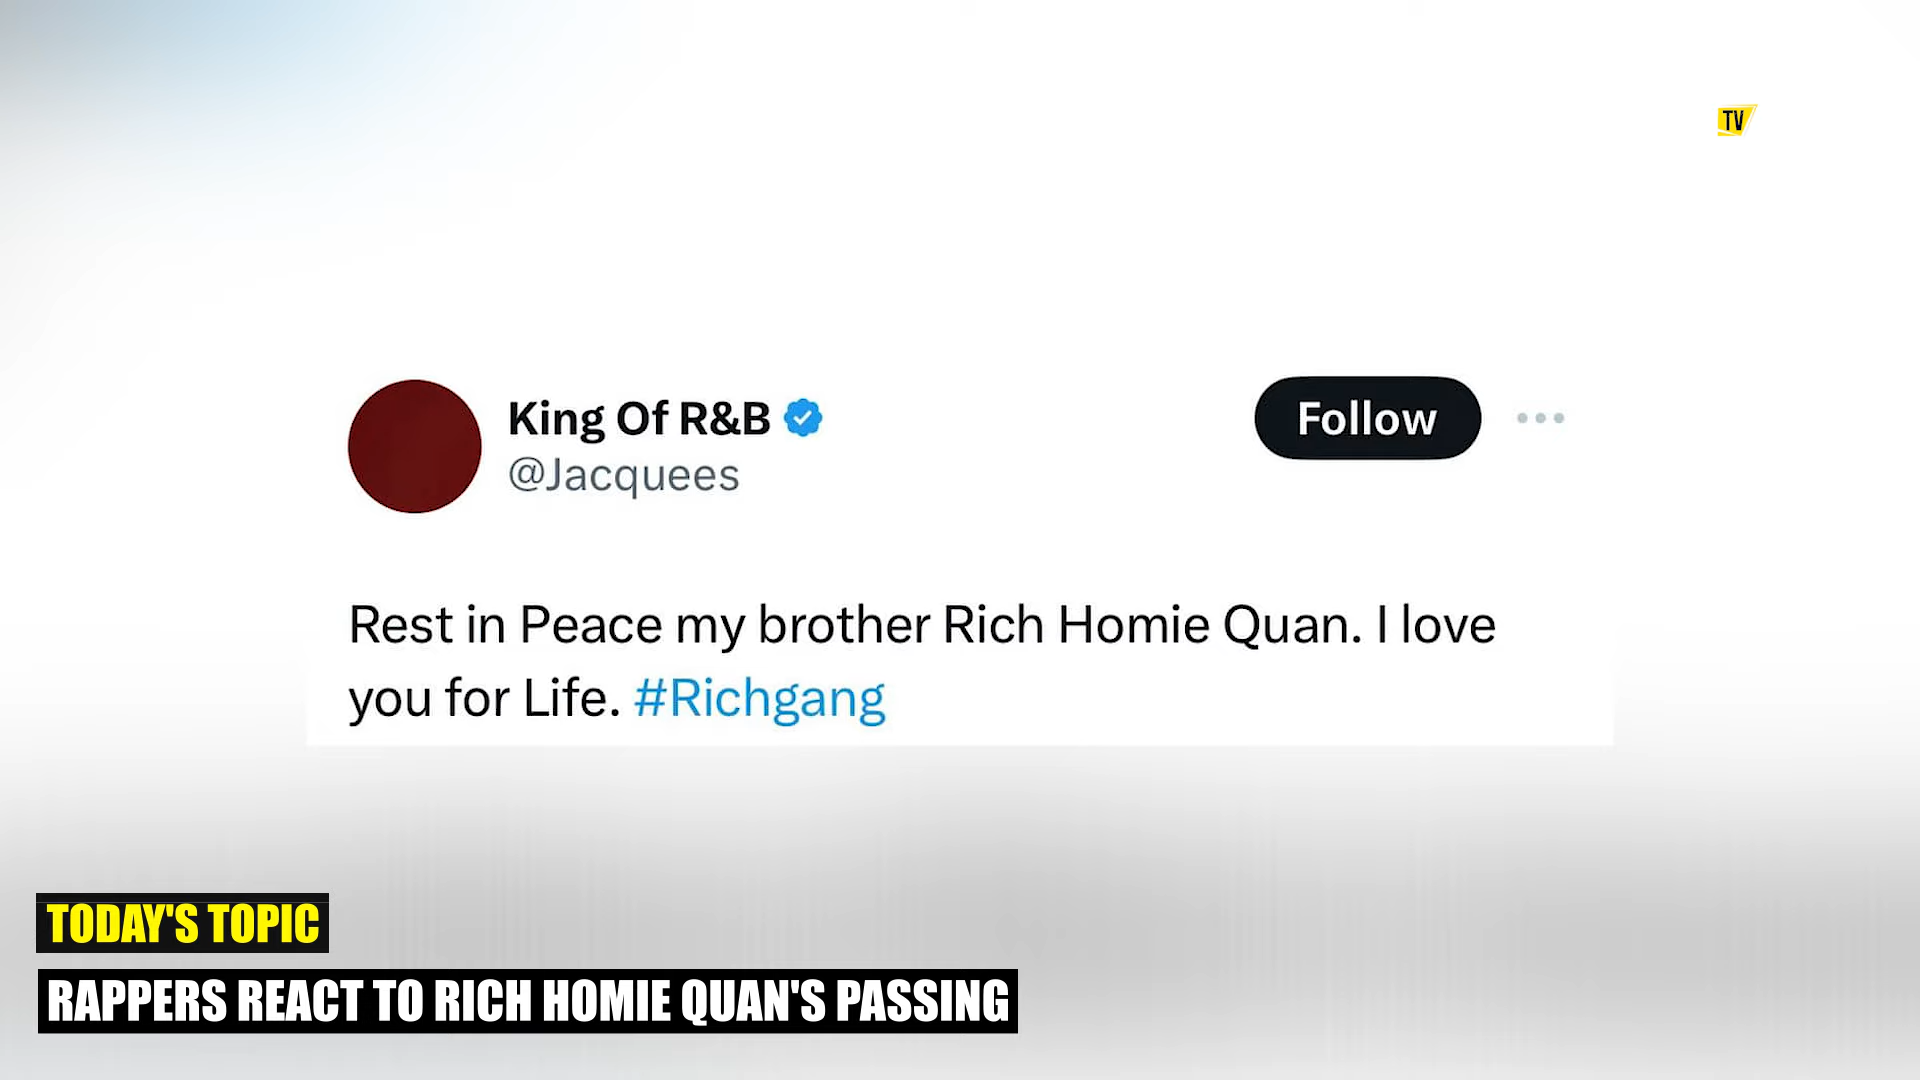 TV
King Of R&B
@Jacquees
Follow
Rest in Peace my brother Rich Homie Quan. I love
you for Life. #Richgang
TODAY'S TOPIC
RAPPERS REACT TO RICH HOMIE QUAN'S PASSING